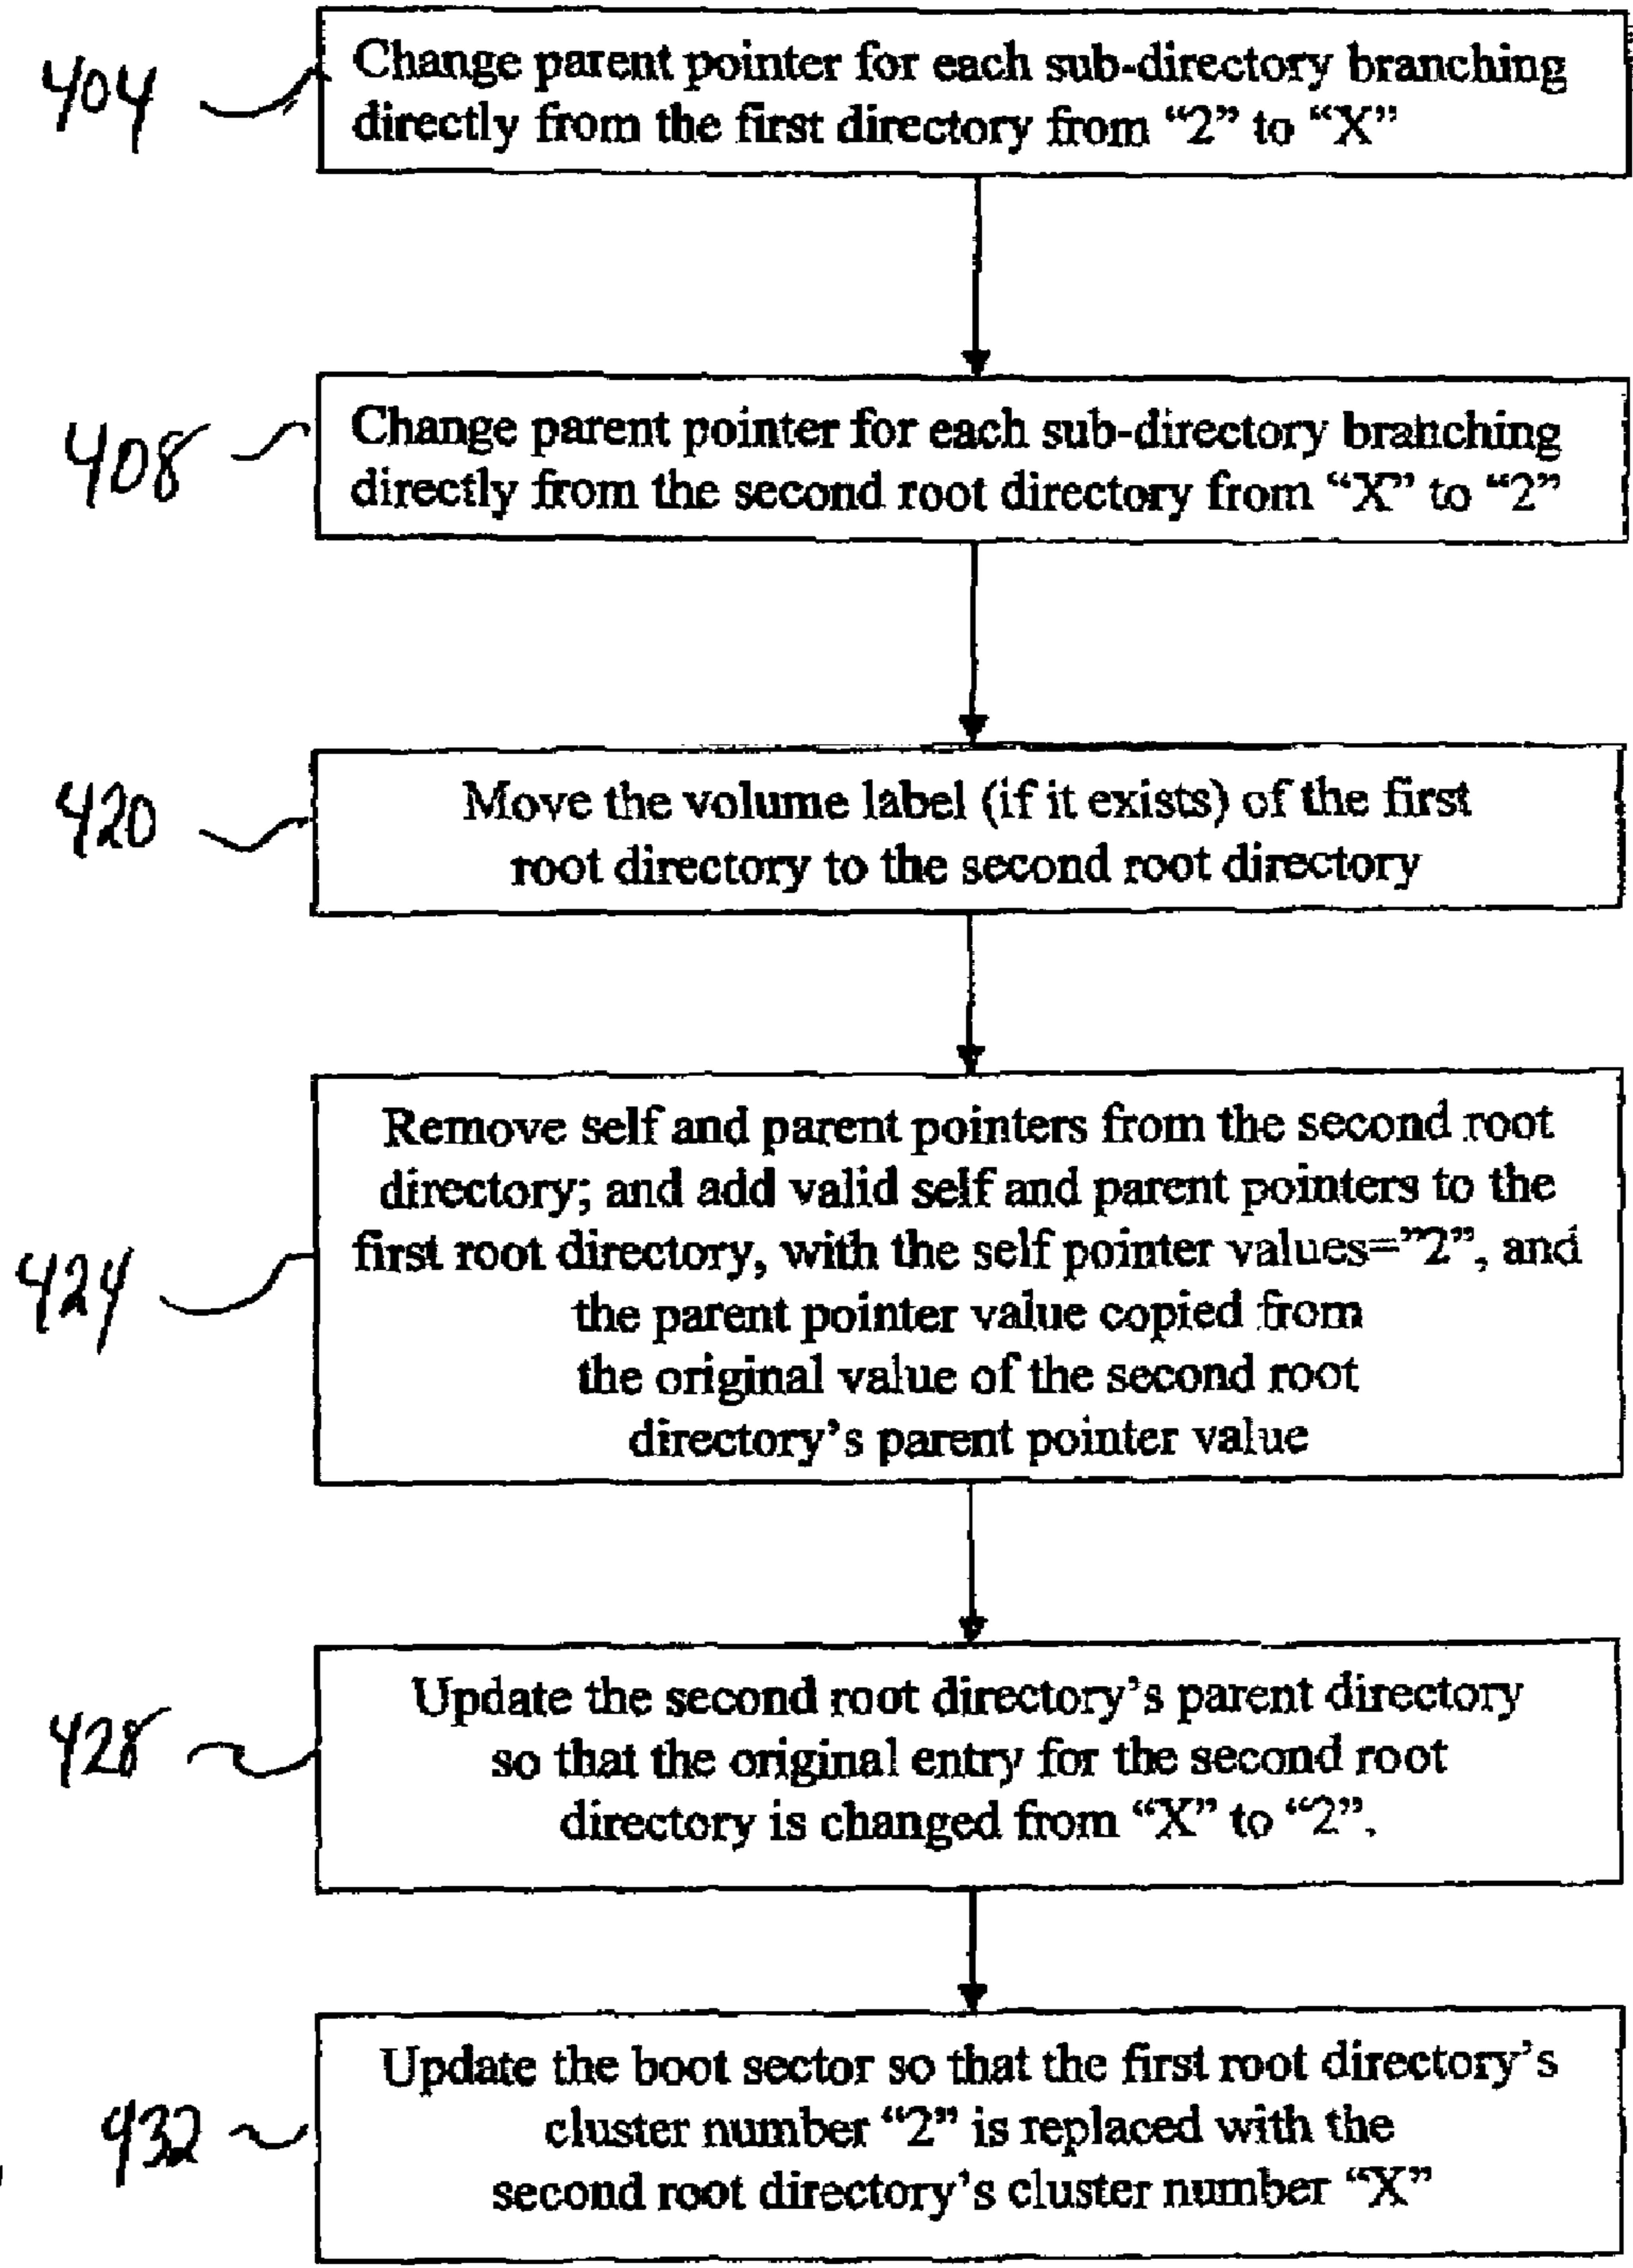 404
Change parent pointer for each sub-directory branching
directly from the first directory from “2” to “X”
408
Change parent pointer for each sub-directory branching
directly from the second root directory from “X” to “2”
420
Move the volume label (if it exists) of the first
root directory to the second root directory
424
Remove self and parent pointers from the second root
directory; and add valid self and parent pointers to the
first root directory, with the self pointer values=”2”, and
the parent pointer value copied from
the original value of the second root
directory’s parent pointer value
428
Update the second root directory’s parent directory
so that the original entry for the second root
directory is changed from “X” to “2”.
432
Update the boot sector so that the first root directory’s
cluster number “2” is replaced with the
second root directory’s cluster number “X”